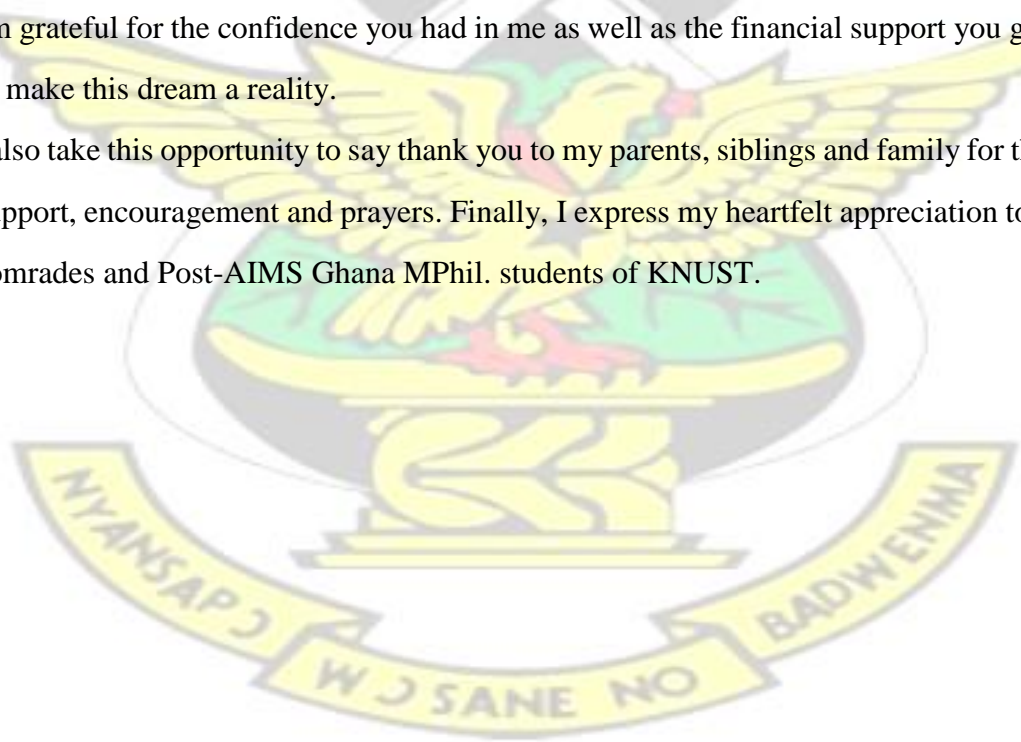 n grateful for the confidence you had in me as well as the financial support you g
make this dream a reality.
also take this opportunity to say thank you to my parents, siblings and family for t
pport, encouragement and prayers. Finally, I express my heartfelt appreciation to
omrades and Post-AIMS Ghana MPhil. students of KNUST.
NYANSAPƆ WƆSANE NO BADWENMA